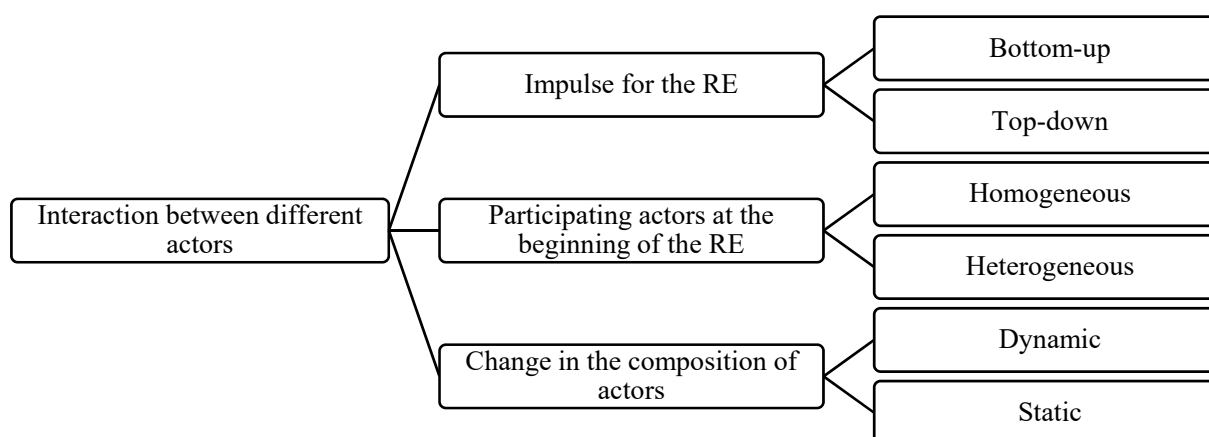 Interaction between different
actors
Impulse for the RE
Participating actors at the
beginning of the RE
Change in the composition of
actors
Bottom-up
Top-down
Homogeneous
Heterogeneous
Dynamic
Static